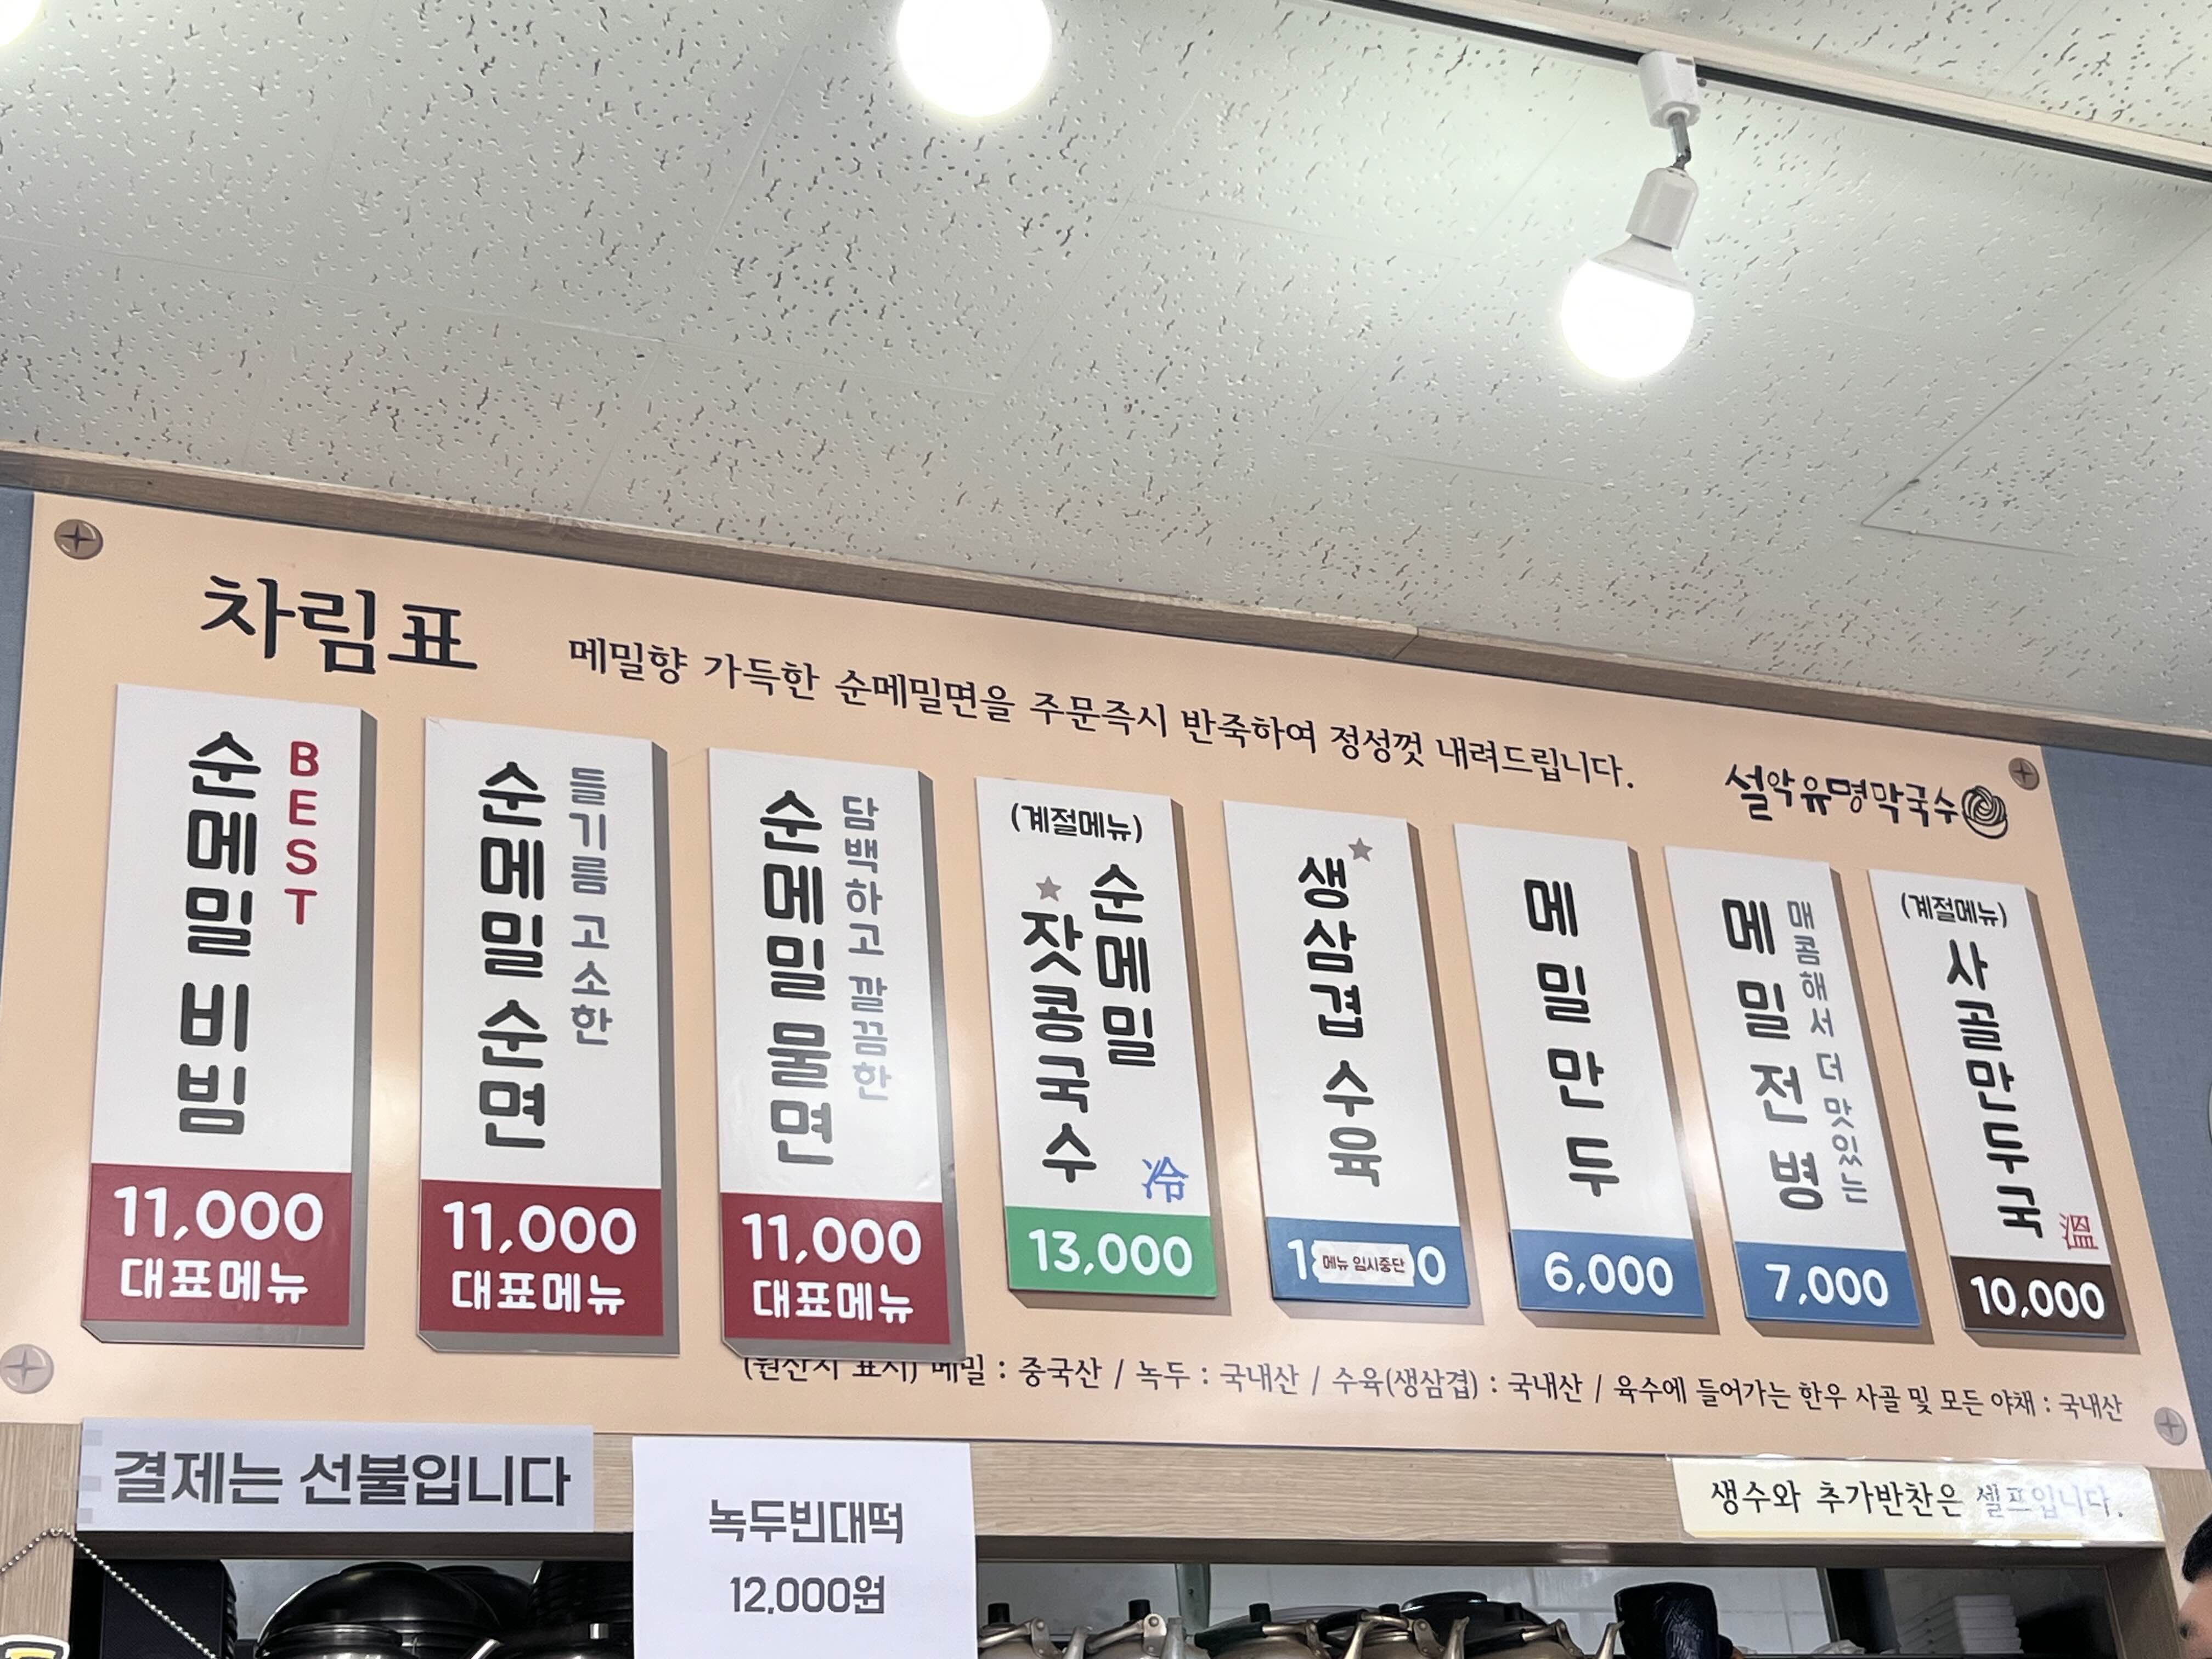 차림표
메밀향 가득한 순메밀면을 주문즉시 반죽하여 정성껏 내려드립니다.
설악유명막국수
BEST
순메밀 비빔
11,000
대표메뉴
들기름 고소한
순메밀 순면
11,000
대표메뉴
담백하고 깔끔한
순메밀 물면
11,000
대표메뉴
(계절메뉴)
순메밀
잣콩국수
冷
13,000
생삼겹 수육
메뉴 임시중단
메밀만두
6,000
매콤해서 더 맛있는
메밀전병
7,000
(계절메뉴)
사골만두국
溫
10,000
(원산지 표시) 메밀 : 중국산 / 녹두 : 국내산 / 수육(생삼겹) : 국내산 / 육수에 들어가는 한우 사골 및 모든 야채 : 국내산
결제는 선불입니다
녹두빈대떡
12,000원
생수와 추가반찬은 셀프입니다.